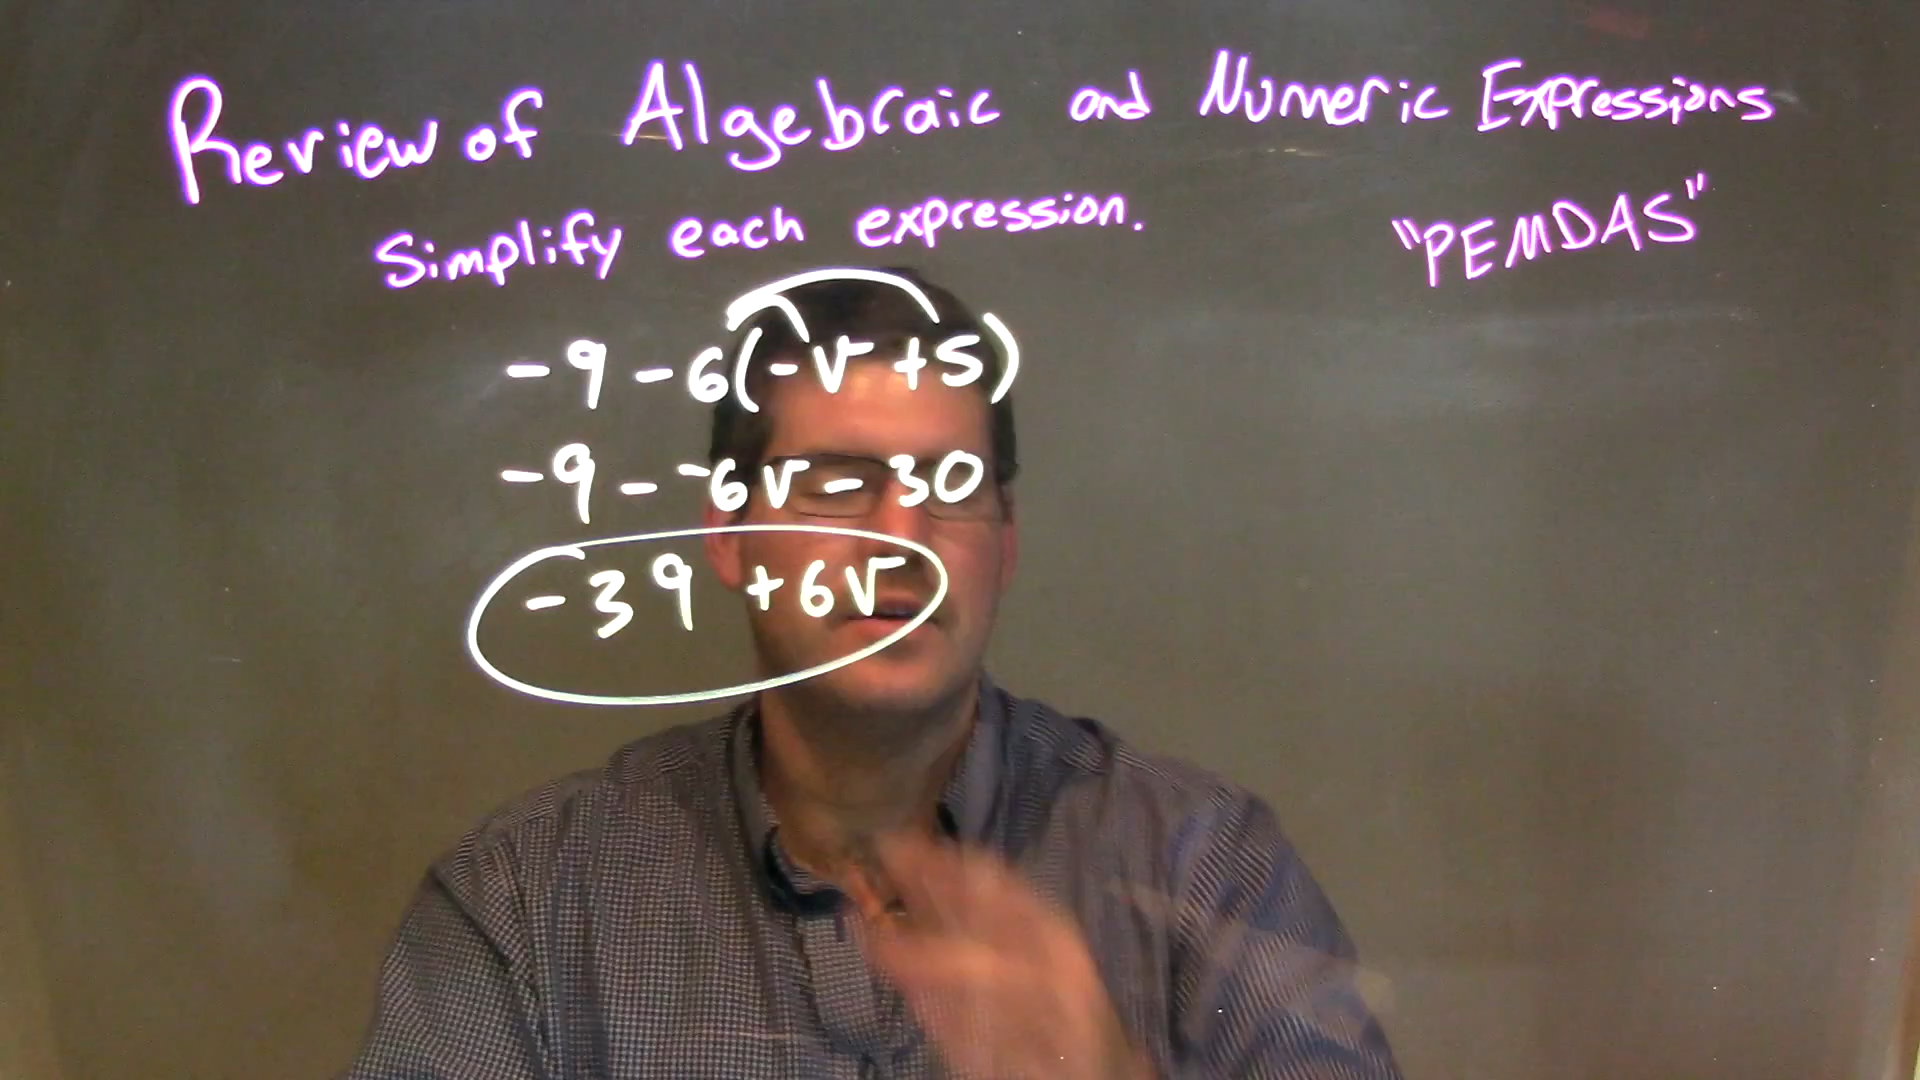 Review of Algebraic and Numeric Expressions
Simplify each expression.
"PEMDAS"
-9 - 6(-v + 5)
-9 - -6v - 30
-39 + 6v